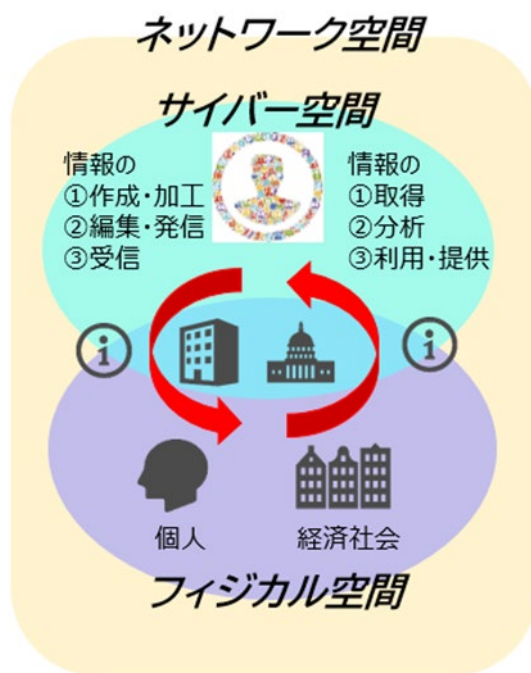 ネットワーク空間
サイバー空間
情報の
①作成・加工
②編集・発信
③受信
情報の
①取得
②分析
③利用・提供
i
i
個人
経済社会
フィジカル空間